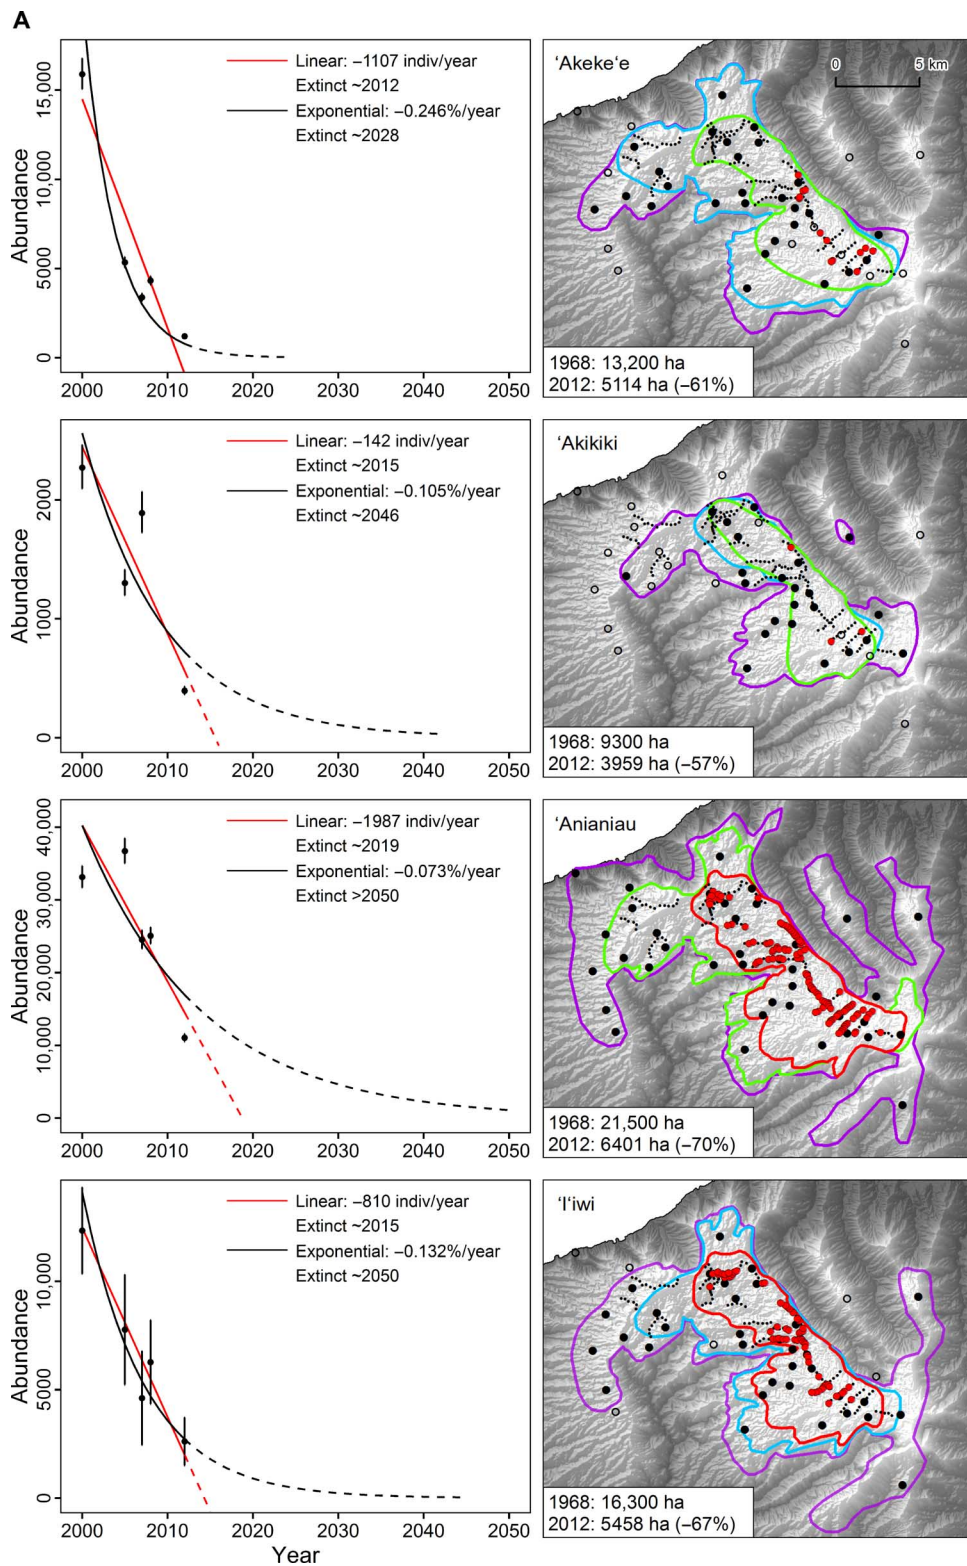 A
Linear: −1107 indiv/year
Extinct ~2012
Exponential: −0.246%/year
Extinct ~2028
Abundance
15,000
10,000
5000
0
2000 2010 2020 2030 2040 2050
ʻAkekeʻe
0 5 km
1968: 13,200 ha
2012: 5114 ha (−61%)
Linear: −142 indiv/year
Extinct ~2015
Exponential: −0.105%/year
Extinct ~2046
Abundance
2000
1000
0
2000 2010 2020 2030 2040 2050
ʻAkikiki
1968: 9300 ha
2012: 3959 ha (−57%)
Linear: −1987 indiv/year
Extinct ~2019
Exponential: −0.073%/year
Extinct >2050
Abundance
40,000
30,000
20,000
10,000
0
2000 2010 2020 2030 2040 2050
ʻAnianiau
1968: 21,500 ha
2012: 6401 ha (−70%)
Linear: −810 indiv/year
Extinct ~2015
Exponential: −0.132%/year
Extinct ~2050
Abundance
10,000
5000
0
2000 2010 2020 2030 2040 2050
Year
ʻIʻiwi
1968: 16,300 ha
2012: 5458 ha (−67%)